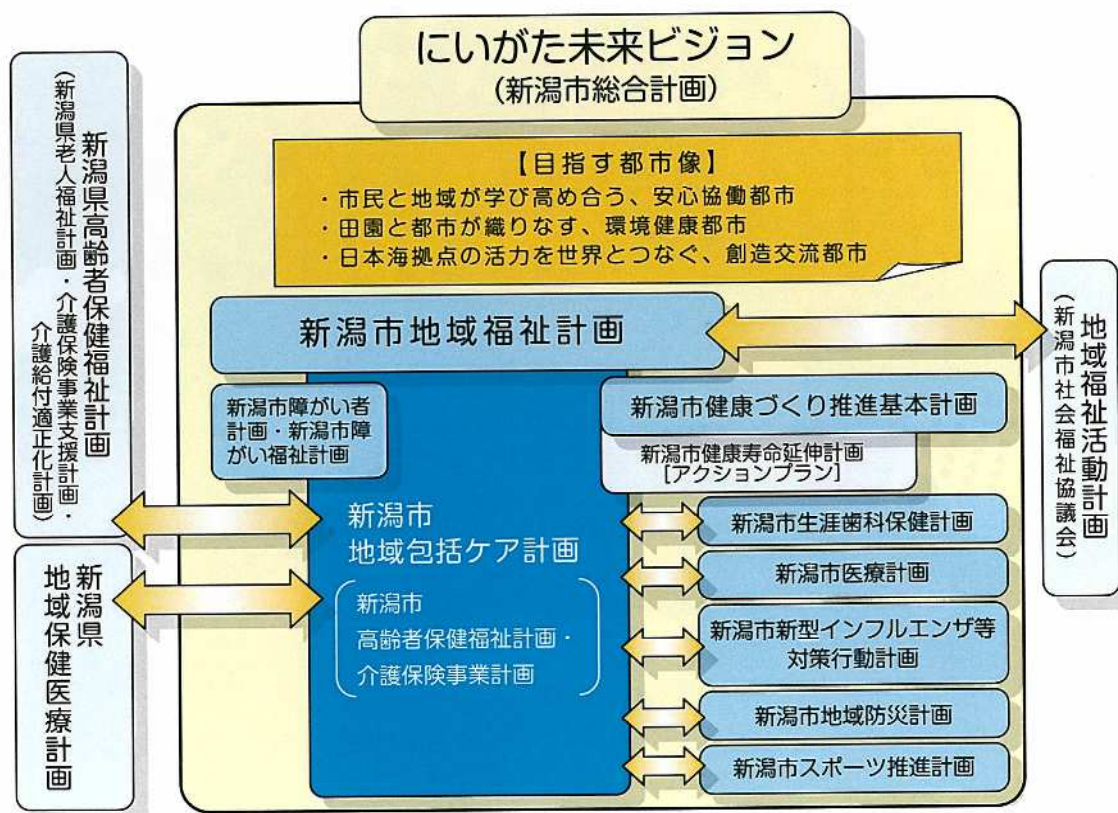 にいがた未来ビジョン
(新潟市総合計画)
【目指す都市像】
・市民と地域が学び高め合う、安心協働都市
・田園と都市が織りなす、環境健康都市
・日本海拠点の活力を世界とつなぐ、創造交流都市
新潟県高齢者保健福祉計画
(新潟県老人福祉計画・介護保険事業支援計画・
介護給付適正化計画)
新潟県
地域保健医療計画
新潟市地域福祉計画
新潟市障がい者
計画・新潟市障
がい福祉計画
新潟市
地域包括ケア計画
新潟市
高齢者保健福祉計画・
介護保険事業計画
新潟市健康づくり推進基本計画
新潟市健康寿命延伸計画
[アクションプラン]
新潟市生涯歯科保健計画
新潟市医療計画
新潟市新型インフルエンザ等
対策行動計画
新潟市地域防災計画
新潟市スポーツ推進計画
地域福祉活動計画
(新潟市社会福祉協議会)